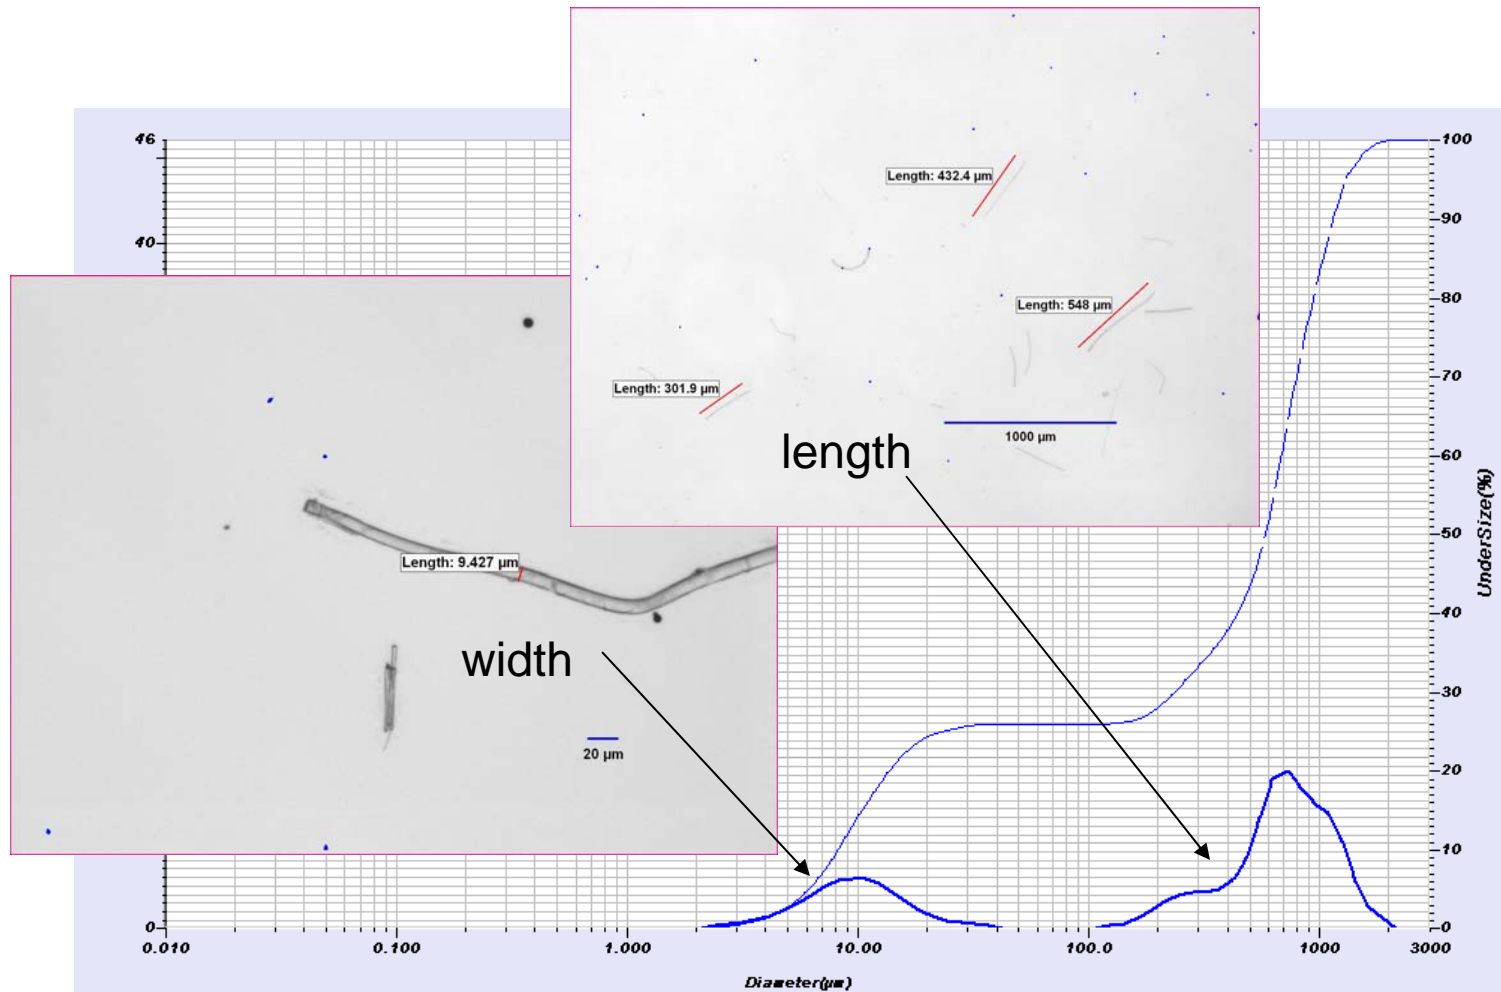 46
40
0
Length: 432.4 µm
Length: 548 µm
Length: 301.9 µm
1000 µm
length
Length: 9.427 µm
width
20 µm
100
90
80
70
60
50
40
30
20
10
0
UnderSize(%)
0.010 0.100 1.000 10.00 100.0 1000 3000
Diameter(µm)